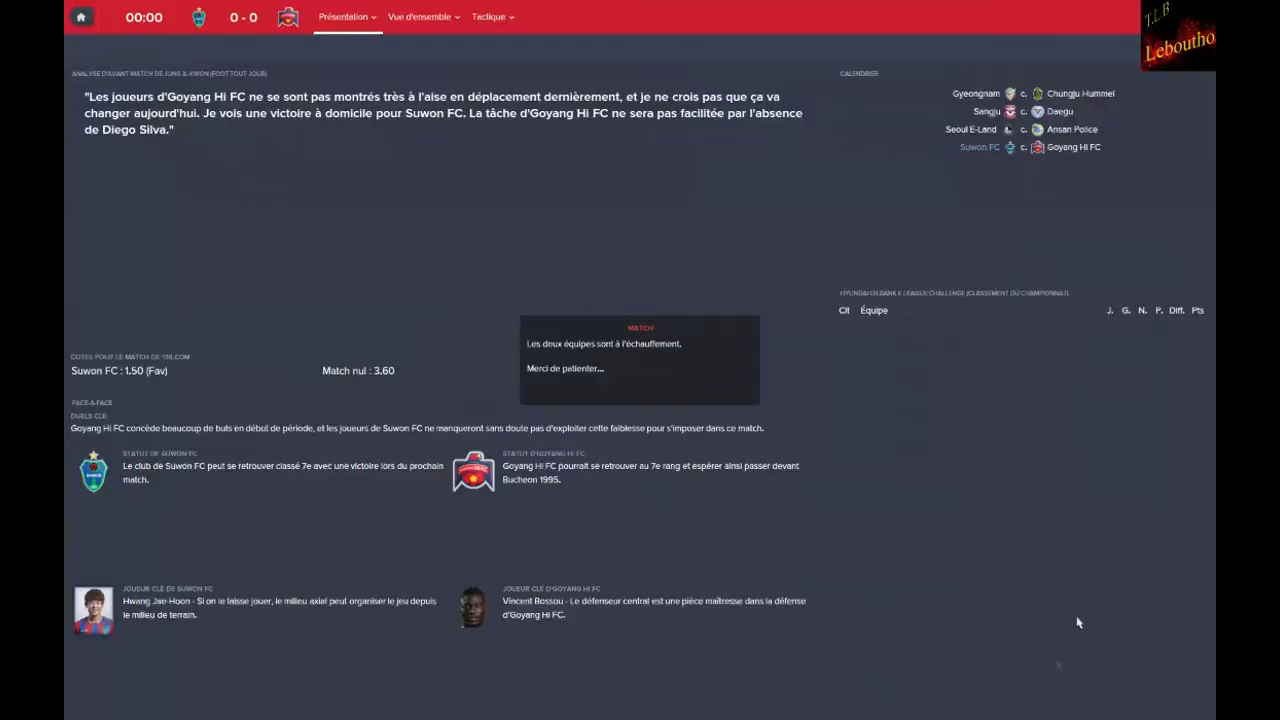 00:00
0 - 0
Présentation
Vue d'ensemble
Tactique
T.L.B
Leboutho
ANALYSE D'AVANT-MATCH DE JUNG IL-KWON (FOOT TOUT JOUR)
"Les joueurs d'Goyang Hi FC ne se sont pas montrés très à l'aise en déplacement dernièrement, et je ne crois pas que ça va
changer aujourd'hui. Je vois une victoire à domicile pour Suwon FC. La tâche d'Goyang Hi FC ne sera pas facilitée par l'absence
de Diego Silva."
CALENDRIER
Gyeongnam c. Chungju Hummel
Sangju c. Daegu
Seoul E-Land c. Ansan Police
Suwon FC c. Goyang Hi FC
HYUNDAI OILBANK K LEAGUE CHALLENGE (CLASSEMENT DU CHAMPIONNAT)
Clt Équipe J. G. N. P. Diff. Pts
MATCH
Les deux équipes sont à l'échauffement.
Merci de patienter...
COTES POUR LE MATCH DE 138.COM
Suwon FC : 1.50 (Fav)
Match nul : 3.60
FACE-À-FACE
DUELS CLÉ
Goyang Hi FC concède beaucoup de buts en début de période, et les joueurs de Suwon FC ne manqueront sans doute pas d'exploiter cette faiblesse pour s'imposer dans ce match.
STATUT DE SUWON FC
Le club de Suwon FC peut se retrouver classé 7e avec une victoire lors du prochain
match.
STATUT D'GOYANG HI FC
Goyang Hi FC pourrait se retrouver au 7e rang et espérer ainsi passer devant
Bucheon 1995.
JOUEUR CLÉ DE SUWON FC
Hwang Jae-Hoon - Si on le laisse jouer, le milieu axial peut organiser le jeu depuis
le milieu de terrain.
JOUEUR CLÉ D'GOYANG HI FC
Vincent Bossou - Le défenseur central est une pièce maîtresse dans la défense
d'Goyang Hi FC.